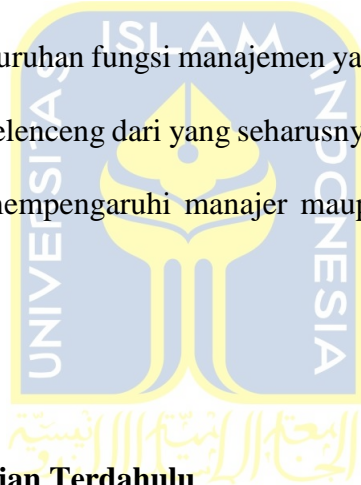 ISLAM
uruhan fungsi manajemen ya
elenceng dari yang seharusny
mempengaruhi manajer maup
UNIVERSITAS
INDONESIA
ian Terdahulu